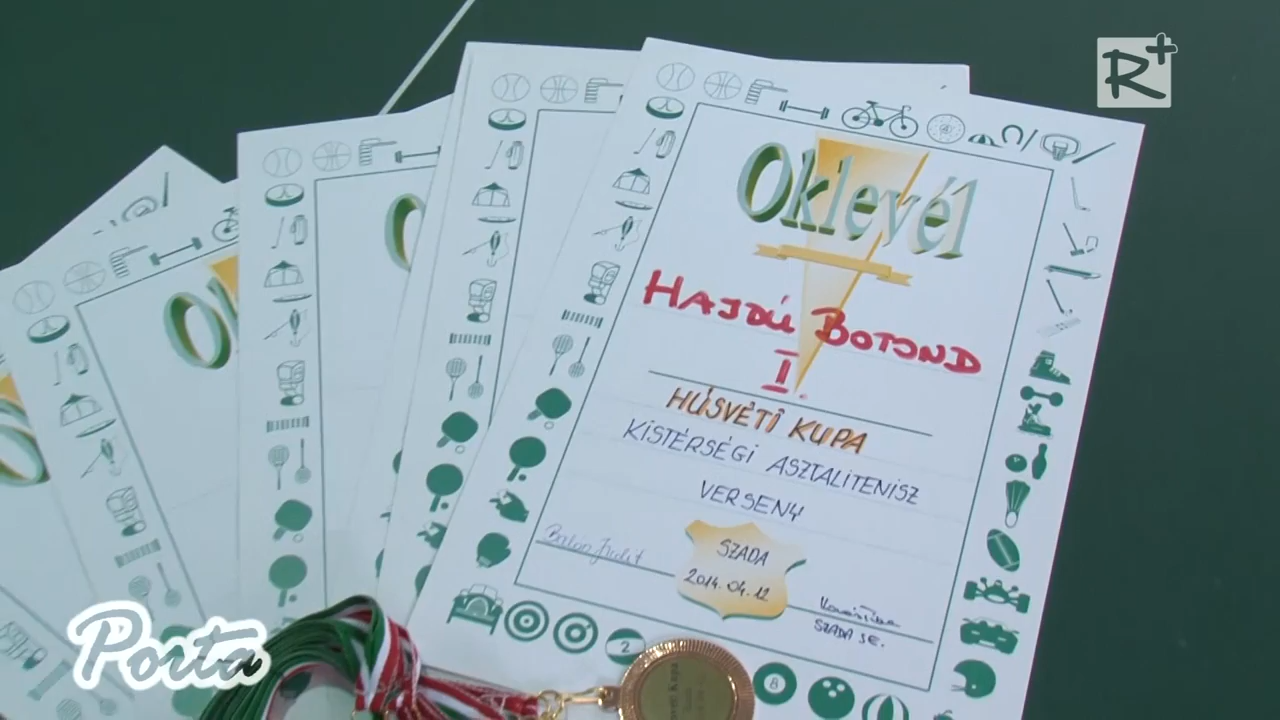 R+
Oklevél
HAJDÚ BOTOND
I.
HÚSVÉTI KUPA
KISTÉRSÉGI ASZTALITENISZ
VERSENY
SZADA
2014.04.12
SZADA SE.
Porta